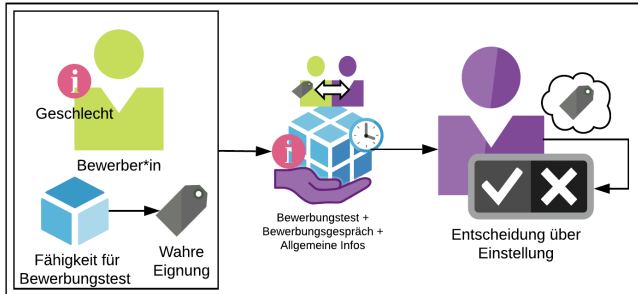 Geschlecht
Bewerber*in
Fähigkeit für
Bewerbungstest
Wahre
Eignung
Bewerbungstest +
Bewerbungsgespräch +
Allgemeine Infos
Entscheidung über
Einstellung